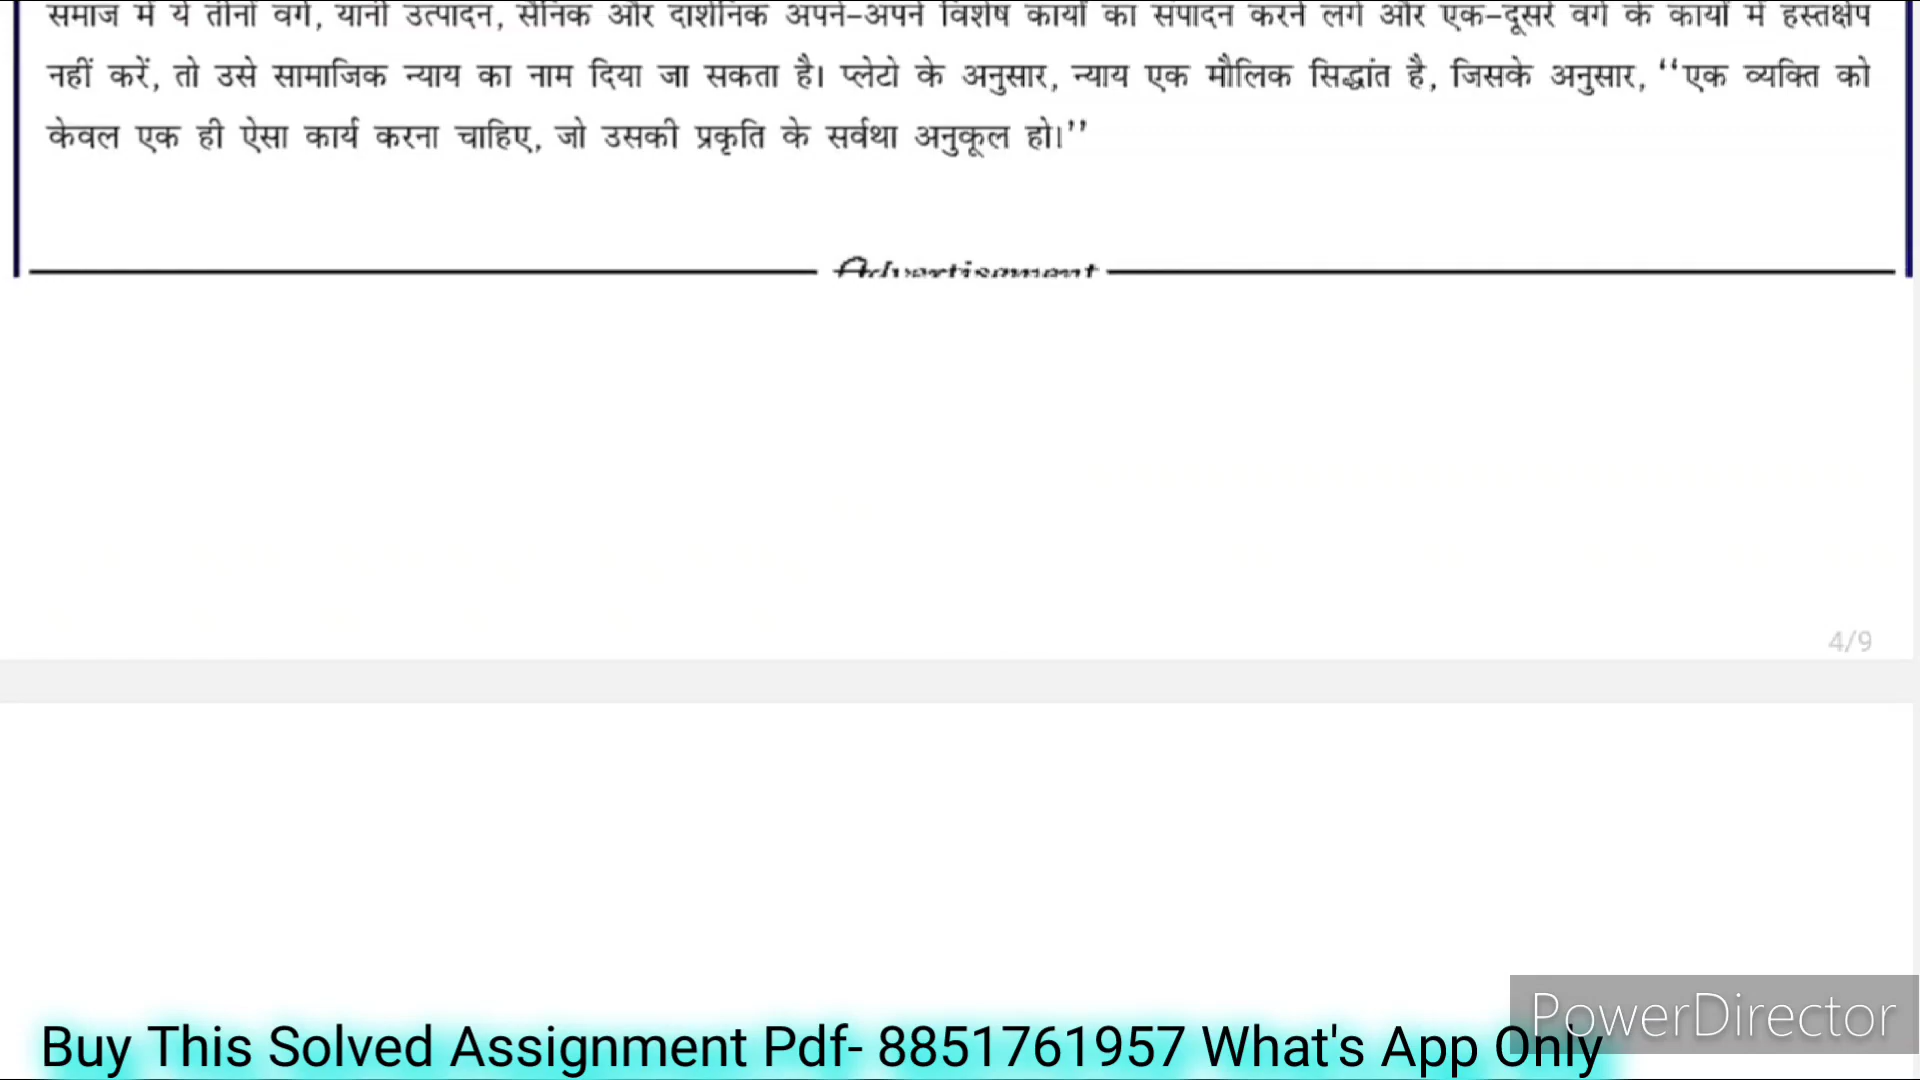 समाज में ये तीनों वर्ग, यानी उत्पादन, सैनिक और दार्शनिक अपने-अपने विशेष कार्यों का संपादन करने लगें और एक-दूसरे वर्ग के कार्यों में हस्तक्षेप
नहीं करें, तो उसे सामाजिक न्याय का नाम दिया जा सकता है। प्लेटो के अनुसार, न्याय एक मौलिक सिद्धांत है, जिसके अनुसार, ‘‘एक व्यक्ति को
केवल एक ही ऐसा कार्य करना चाहिए, जो उसकी प्रकृति के सर्वथा अनुकूल हो।’’
Advertisement
4/9
PowerDirector
Buy This Solved Assignment Pdf- 8851761957 What's App Only